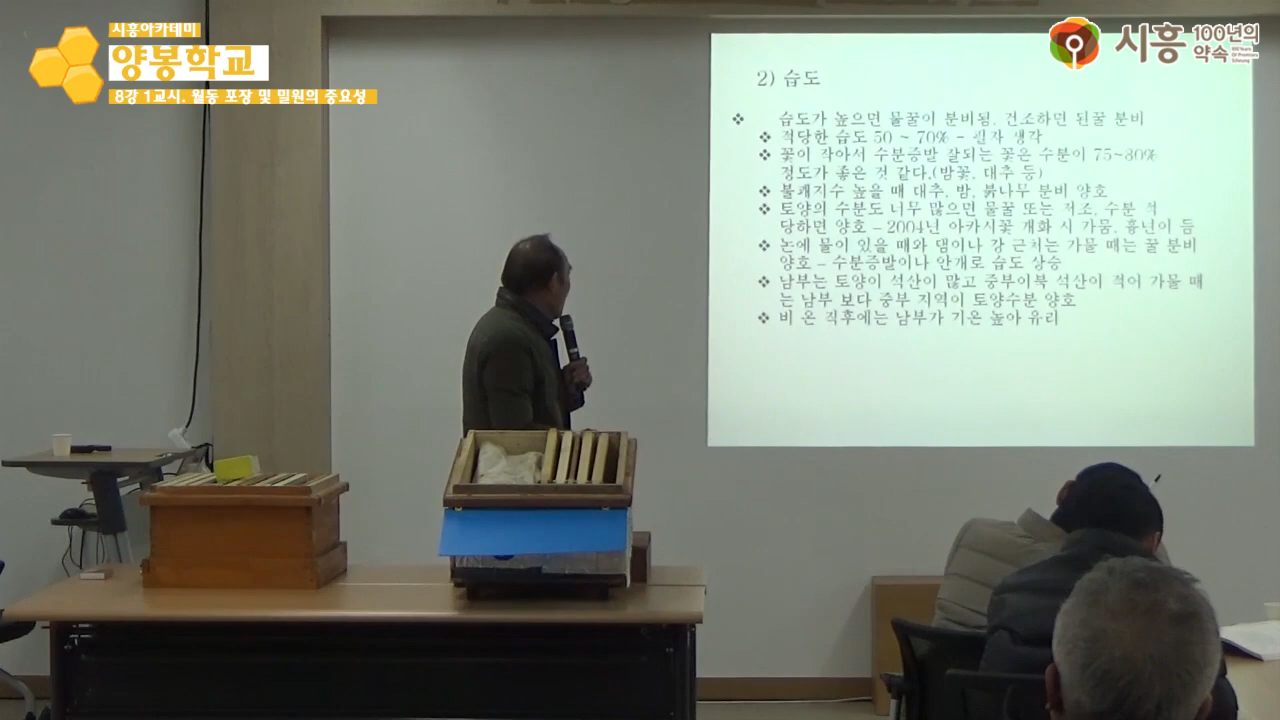 시흥아카데미
양봉학교
8강 1교시. 월동 포장 및 밀원의 중요성
시흥 100년의 약속
100 Years Of Promises Siheung
2) 습도
❖ 습도가 높으면 물꿀이 분비됨, 건조하면 된꿀 분비
❖ 적당한 습도 50 ~ 70% - 필자 생각
❖ 꽃이 작아서 수분증발 잘되는 꽃은 수분이 75~80%
정도가 좋은 것 같다.(밤꽃, 대추 등)
❖ 불쾌지수 높을 때 대추, 밤, 붉나무 분비 양호
❖ 토양의 수분도 너무 많으면 물꿀 또는 저조, 수분 적
당하면 양호 – 2004년 아카시꽃 개화 시 가뭄, 흉년이 듬
❖ 논에 물이 있을 때와 댐이나 강 근처는 가물 때는 꿀 분비
양호 – 수분증발이나 안개로 습도 상승
❖ 남부는 토양이 석산이 많고 중부이북 석산이 적어 가물 때
는 남부 보다 중부 지역이 토양수분 양호
❖ 비 온 직후에는 남부가 기온 높아 유리